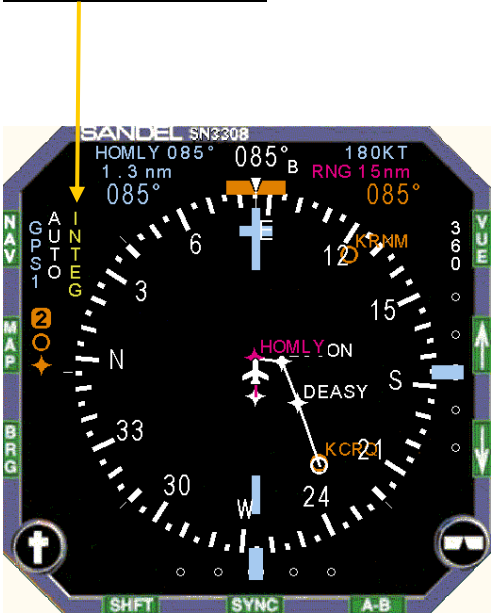 SANDEL SN3308
HOMLY 085° 085° B 180KT
1.3 nm RNG 15nm
085° 085°
NAV
GPS1
AUTO
INTEG
VUE
360
E
6
12
KRNM
3
15
2
MAP
N
HOMLY ON
DEASY
S
BRG
33
KCRQ
21
30
24
W
SHFT SYNC A-B